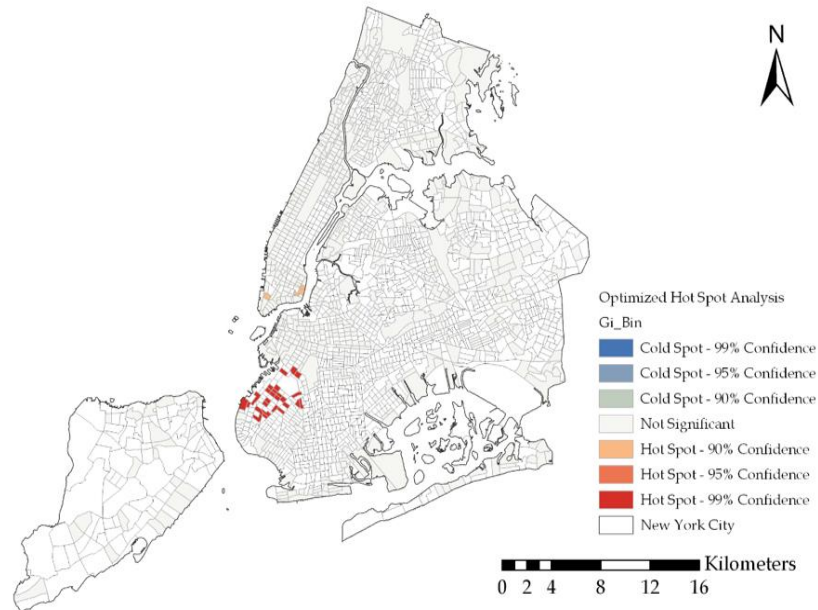 N
Optimized Hot Spot Analysis
Gi_Bin
Cold Spot - 99% Confidence
Cold Spot - 95% Confidence
Cold Spot - 90% Confidence
Not Significant
Hot Spot - 90% Confidence
Hot Spot - 95% Confidence
Hot Spot - 99% Confidence
New York City
Kilometers
0 2 4 8 12 16